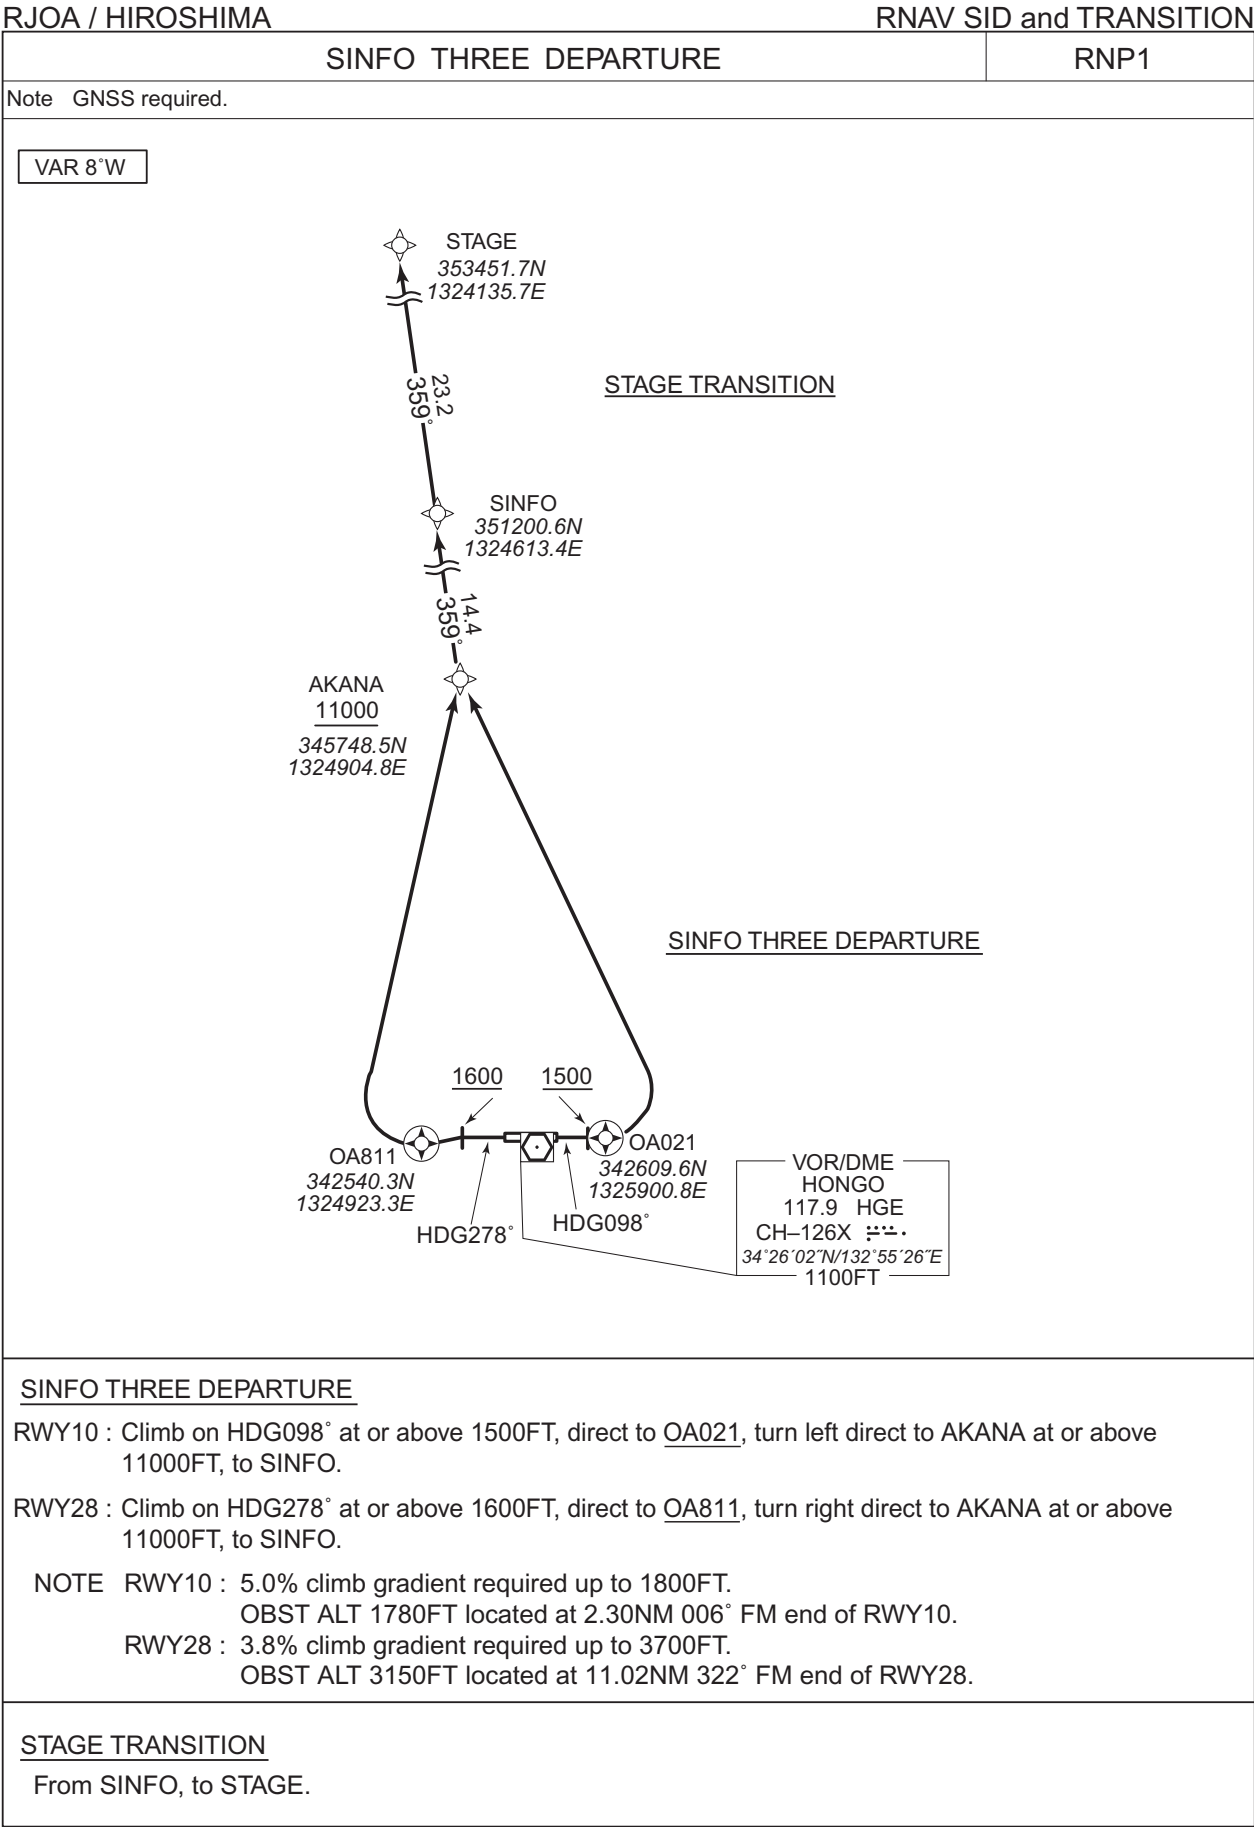 RJOA / HIROSHIMA
RNAV SID and TRANSITION
SINFO THREE DEPARTURE
RNP1
Note GNSS required.
VAR 8˚W
STAGE
353451.7N
1324135.7E
23.2
359˚
STAGE TRANSITION
SINFO
351200.6N
1324613.4E
14.4
359˚
AKANA
11000
345748.5N
1324904.8E
SINFO THREE DEPARTURE
1600
1500
OA811
342540.3N
1324923.3E
OA021
342609.6N
1325900.8E
HDG278˚
HDG098˚
VOR/DME
HONGO
117.9 HGE
CH–126X
34˚26´02˝N/132˚55´26˝E
1100FT
SINFO THREE DEPARTURE
RWY10 : Climb on HDG098˚ at or above 1500FT, direct to OA021, turn left direct to AKANA at or above
11000FT, to SINFO.
RWY28 : Climb on HDG278˚ at or above 1600FT, direct to OA811, turn right direct to AKANA at or above
11000FT, to SINFO.
NOTE RWY10 : 5.0% climb gradient required up to 1800FT.
OBST ALT 1780FT located at 2.30NM 006˚ FM end of RWY10.
RWY28 : 3.8% climb gradient required up to 3700FT.
OBST ALT 3150FT located at 11.02NM 322˚ FM end of RWY28.
STAGE TRANSITION
From SINFO, to STAGE.